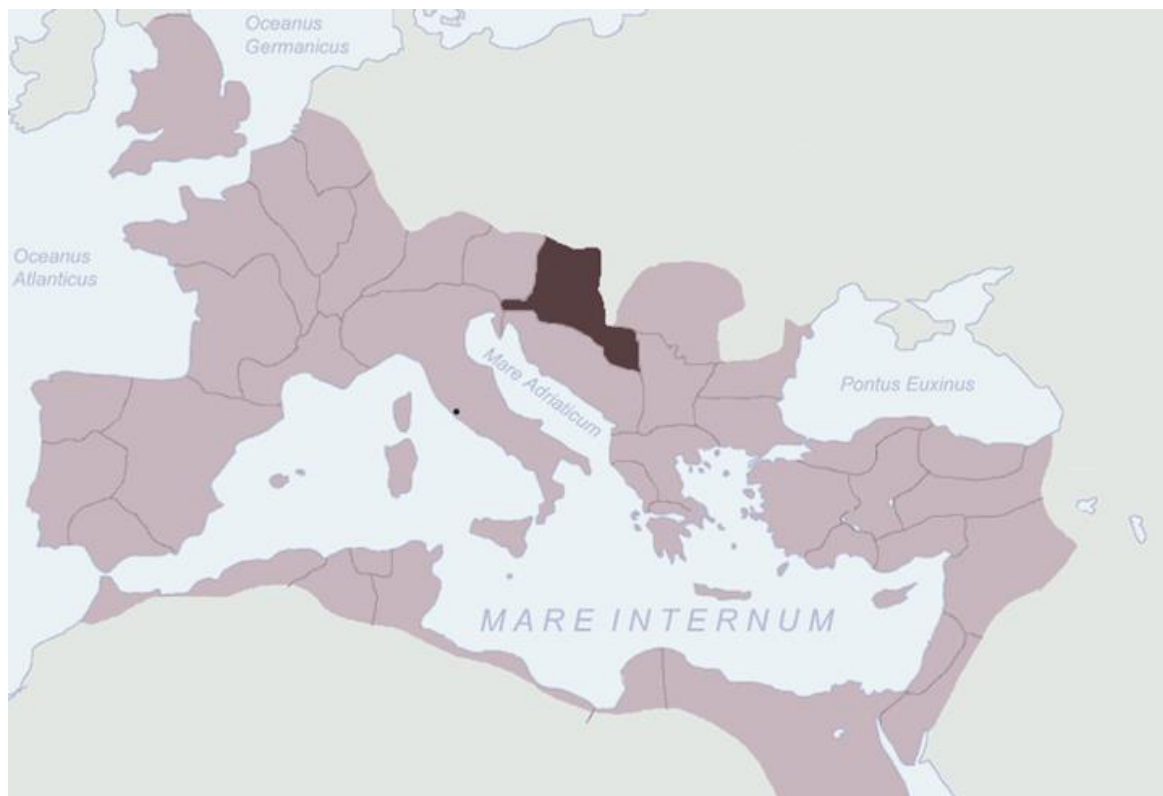 Oceanus
Germanicus
Oceanus
Atlanticus
Mare Adriaticum
Pontus Euxinus
MARE INTERNUM